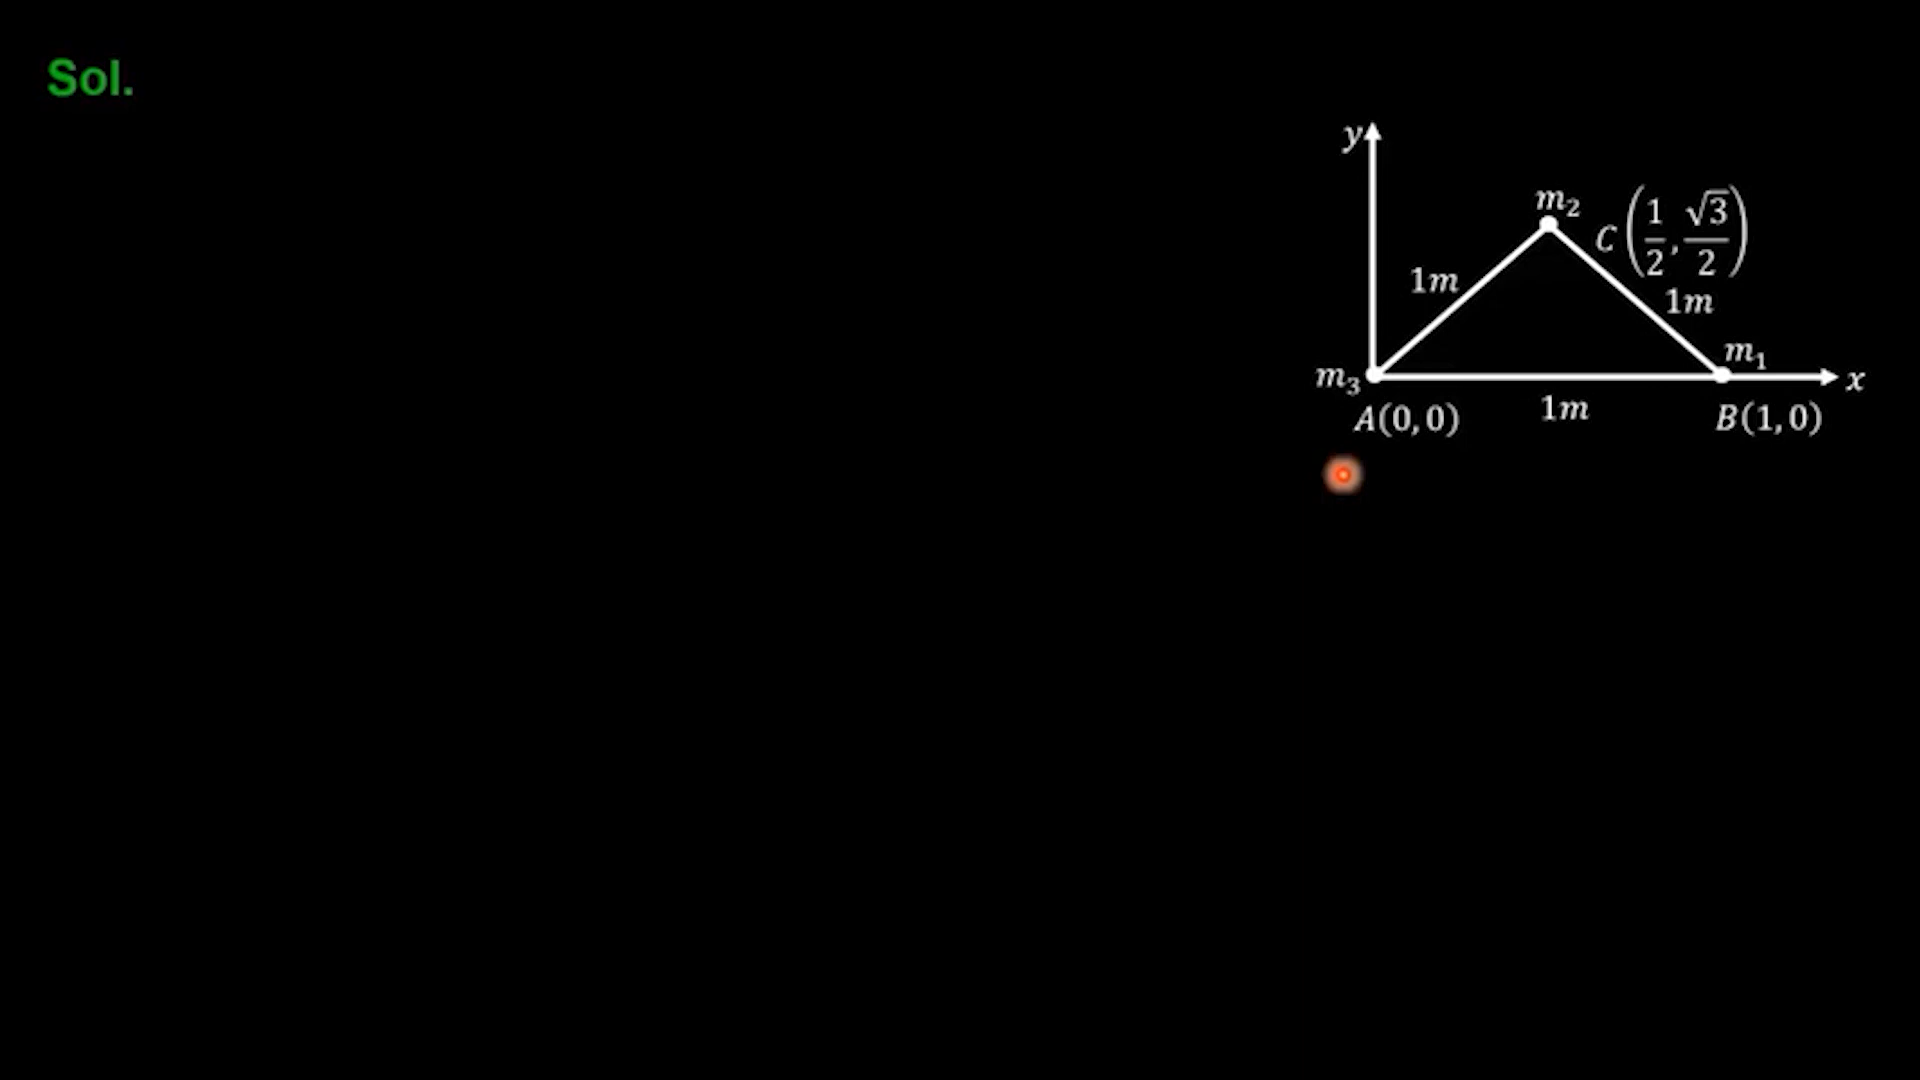 Sol.
y
m₂
C(1/2, √3/2)
1m
1m
m₁
m₃
x
A(0, 0)
1m
B(1, 0)